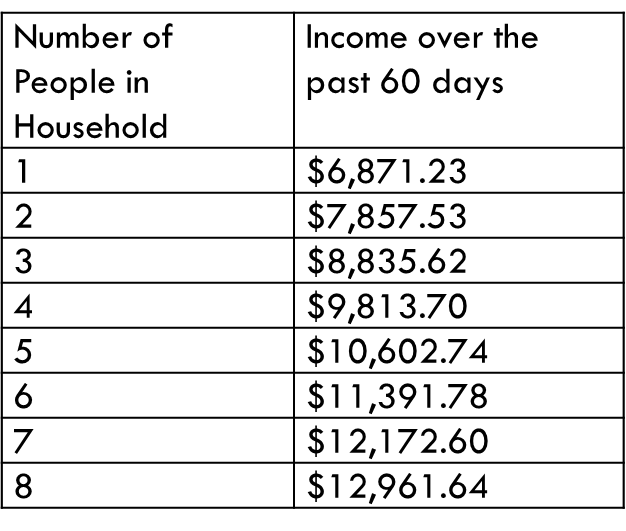 Number of
People in
Household
Income over the
past 60 days
1 $6,871.23
2 $7,857.53
3 $8,835.62
4 $9,813.70
5 $10,602.74
6 $11,391.78
7 $12,172.60
8 $12,961.64